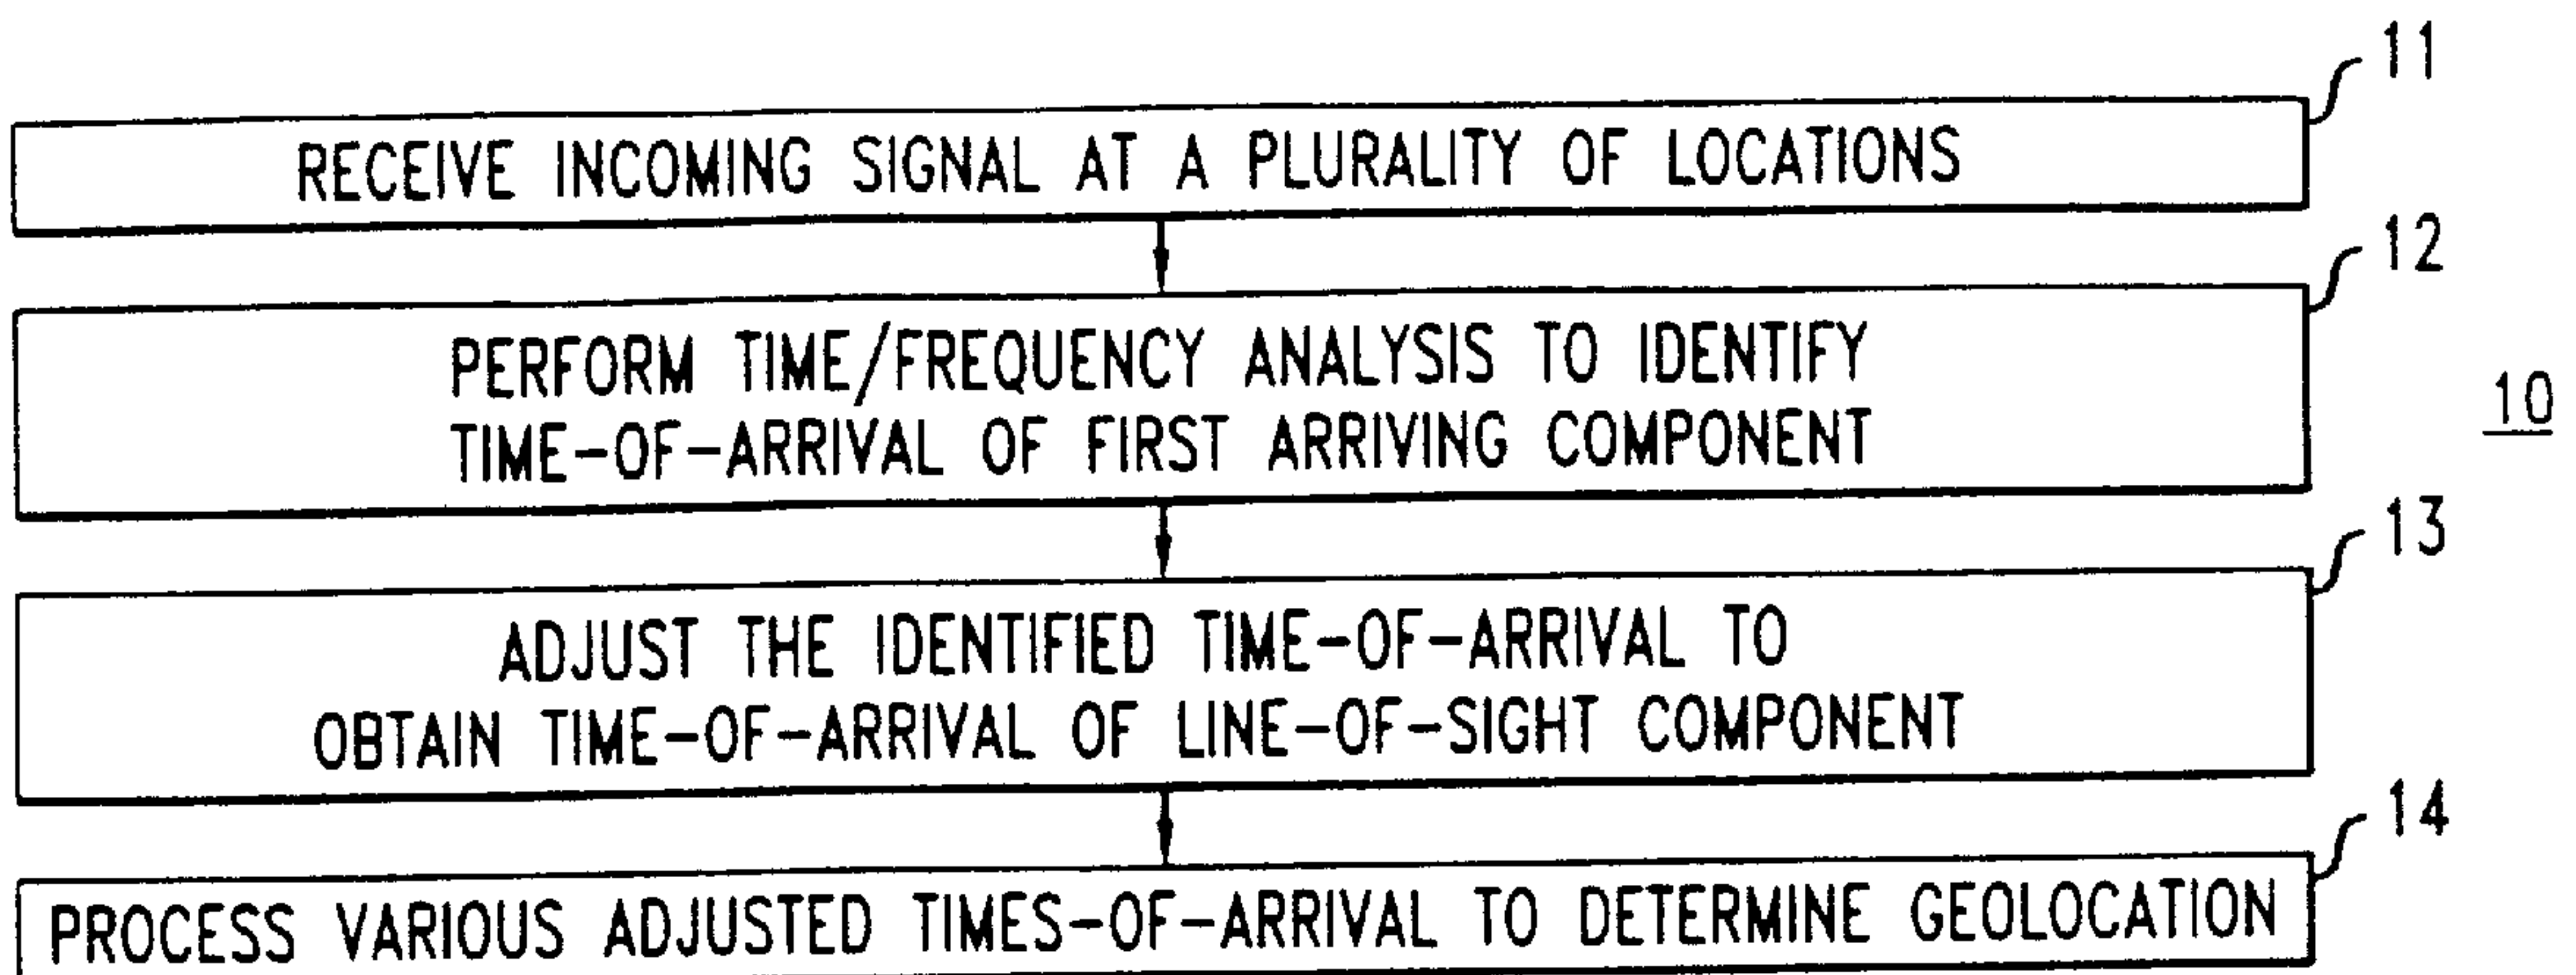 11
RECEIVE INCOMING SIGNAL AT A PLURALITY OF LOCATIONS
12
PERFORM TIME/FREQUENCY ANALYSIS TO IDENTIFY
TIME-OF-ARRIVAL OF FIRST ARRIVING COMPONENT
10
13
ADJUST THE IDENTIFIED TIME-OF-ARRIVAL TO
OBTAIN TIME-OF-ARRIVAL OF LINE-OF-SIGHT COMPONENT
14
PROCESS VARIOUS ADJUSTED TIMES-OF-ARRIVAL TO DETERMINE GEOLOCATION